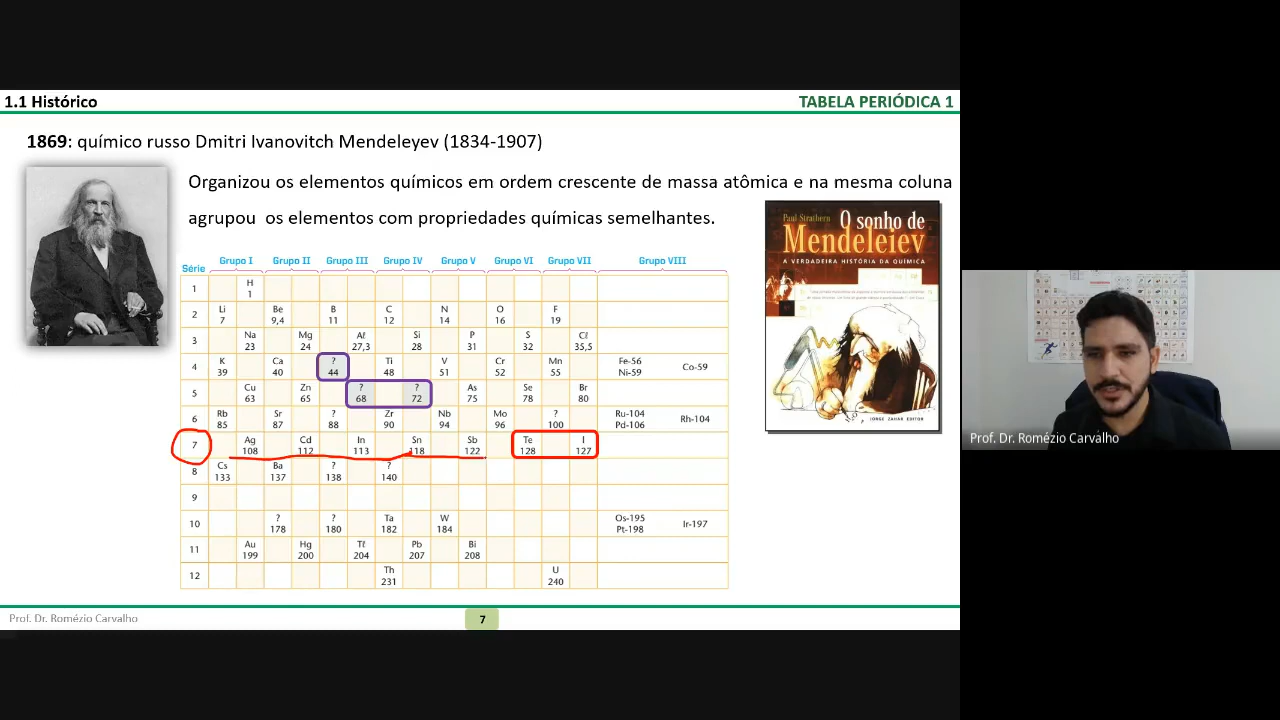 1.1 Histórico
TABELA PERIÓDICA 1
1869: químico russo Dmitri Ivanovitch Mendeleyev (1834-1907)
Organizou os elementos químicos em ordem crescente de massa atômica e na mesma coluna
agrupou os elementos com propriedades químicas semelhantes.
Série Grupo I Grupo II Grupo III Grupo IV Grupo V Grupo VI Grupo VII Grupo VIII
1 H
1
2 Li Be B C N O F
7 9,4 11 12 14 16 19
3 Na Mg Aℓ Si P S Cℓ
23 24 27,3 28 31 32 35,5
4 K Ca ? Ti V Cr Mn Fe-56 Co-59
39 40 44 48 51 52 55 Ni-59
5 Cu Zn ? ? As Se Br
63 65 68 72 75 78 80
6 Rb Sr ? Zr Nb Mo ? Ru-104 Rh-104
85 87 88 90 94 96 100 Pd-106
7 Ag Cd In Sn Sb Te I
108 112 113 118 122 128 127
8 Cs Ba ? ?
133 137 138 140
9
10 ? ? Ta W Os-195 Ir-197
178 180 182 184 Pt-198
11 Au Hg Tℓ Pb Bi
199 200 204 207 208
12 Th U
231 240
Paul Strathern
O sonho de
Mendeleiev
A VERDADEIRA HISTÓRIA DA QUÍMICA
JORGE ZAHAR EDITOR
Prof. Dr. Romézio Carvalho
Prof. Dr. Romézio Carvalho
7